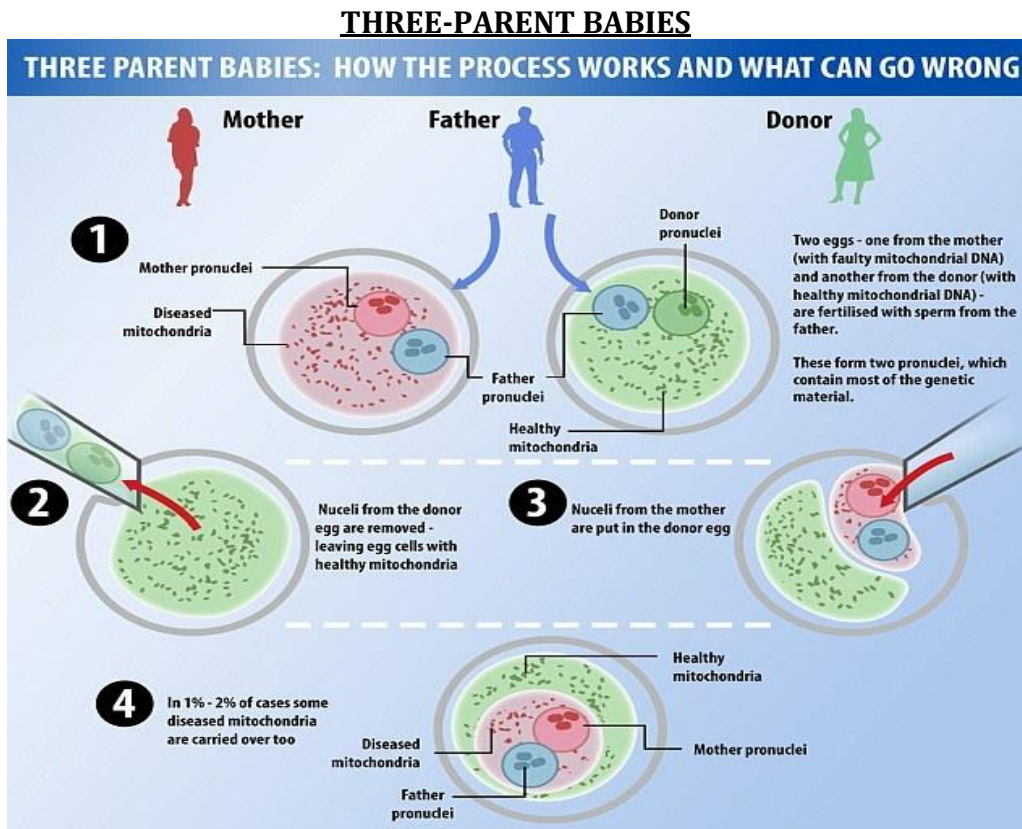 THREE-PARENT BABIES
THREE PARENT BABIES: HOW THE PROCESS WORKS AND WHAT CAN GO WRONG
Mother
Father
Donor
1
Mother pronuclei
Diseased
mitochondria
Donor
pronuclei
Father
pronuclei
Healthy
mitochondria
Two eggs - one from the mother
(with faulty mitochondrial DNA)
and another from the donor (with
healthy mitochondrial DNA) -
are fertilised with sperm from the
father.
These form two pronuclei, which
contain most of the genetic
material.
2
Nuceli from the donor
egg are removed -
leaving egg cells with
healthy mitochondria
3
Nuceli from the mother
are put in the donor egg
4
In 1% - 2% of cases some
diseased mitochondria
are carried over too
Healthy
mitochondria
Diseased
mitochondria
Mother pronuclei
Father
pronuclei